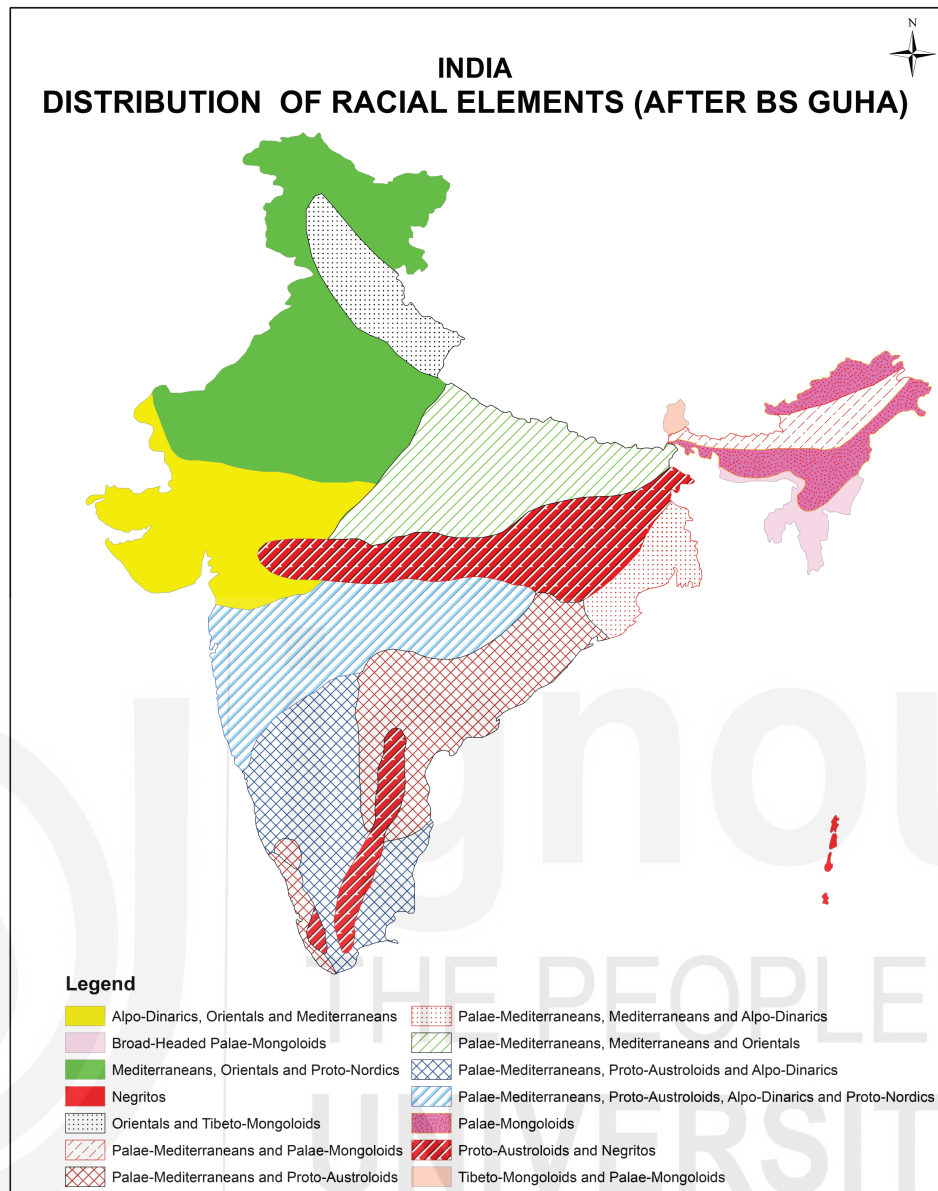 N
INDIA
DISTRIBUTION OF RACIAL ELEMENTS (AFTER BS GUHA)
ignou
THE PEOPLE
UNIVERSIT
Legend
Alpo-Dinarics, Orientals and Mediterraneans
Broad-Headed Palae-Mongoloids
Mediterraneans, Orientals and Proto-Nordics
Negritos
Orientals and Tibeto-Mongoloids
Palae-Mediterraneans and Palae-Mongoloids
Palae-Mediterraneans and Proto-Austroloids
Palae-Mediterraneans, Mediterraneans and Alpo-Dinarics
Palae-Mediterraneans, Mediterraneans and Orientals
Palae-Mediterraneans, Proto-Austroloids and Alpo-Dinarics
Palae-Mediterraneans, Proto-Austroloids, Alpo-Dinarics and Proto-Nordics
Palae-Mongoloids
Proto-Austroloids and Negritos
Tibeto-Mongoloids and Palae-Mongoloids